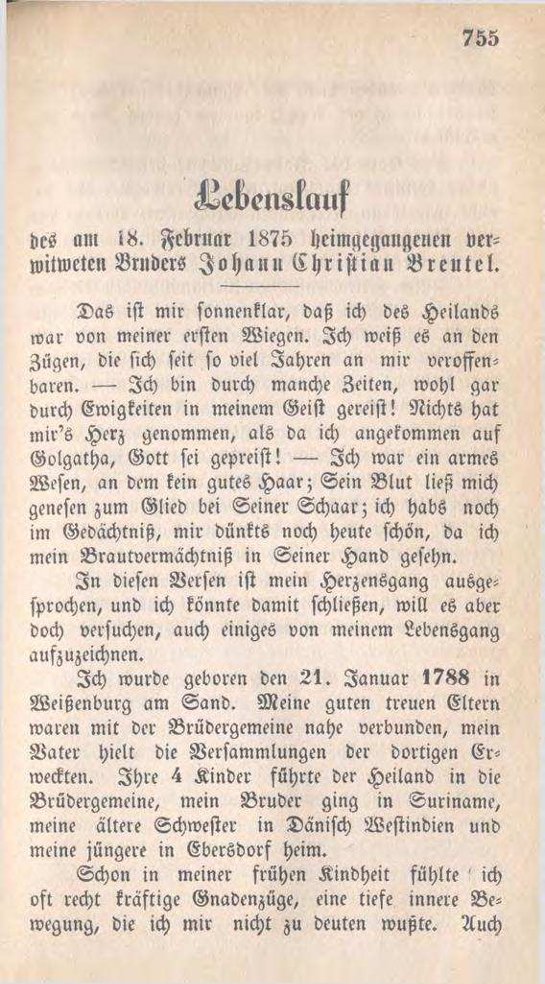 755
Lebenslauf
des am 18. Februar 1875 heimgegangenen ver-
witweten Bruders Johann Christian Breutel.
Das ist mir sonnenklar, daß ich des Heilands
war von meiner ersten Wiegen. Ich weiß es an den
Zügen, die sich seit so viel Jahren an mir veroffen-
baren. — Ich bin durch manche Zeiten, wohl gar
durch Ewigkeiten in meinem Geist gereist! Nichts hat
mir's Herz genommen, als da ich angekommen auf
Golgatha, Gott sei gepreist! — Ich war ein armes
Wesen, an dem kein gutes Haar; Sein Blut ließ mich
genesen zum Glied bei Seiner Schaar; ich habs noch
im Gedächtniß, mir dünkts noch heute schön, da ich
mein Brautvermächtniß in Seiner Hand gesehn.
In diesen Versen ist mein Herzensgang ausge-
sprochen, und ich könnte damit schließen, will es aber
doch versuchen, auch einiges von meinem Lebensgang
aufzuzeichnen.
Ich wurde geboren den 21. Januar 1788 in
Weißenburg am Sand. Meine guten treuen Eltern
waren mit der Brüdergemeine nahe verbunden, mein
Vater hielt die Versammlungen der dortigen Er-
weckten. Ihre 4 Kinder führte der Heiland in die
Brüdergemeine, mein Bruder ging in Suriname,
meine ältere Schwester in Dänisch Westindien und
meine jüngere in Ebersdorf heim.
Schon in meiner frühen Kindheit fühlte ich
oft recht kräftige Gnadenzüge, eine tiefe innere Be-
wegung, die ich mir nicht zu deuten wußte. Auch